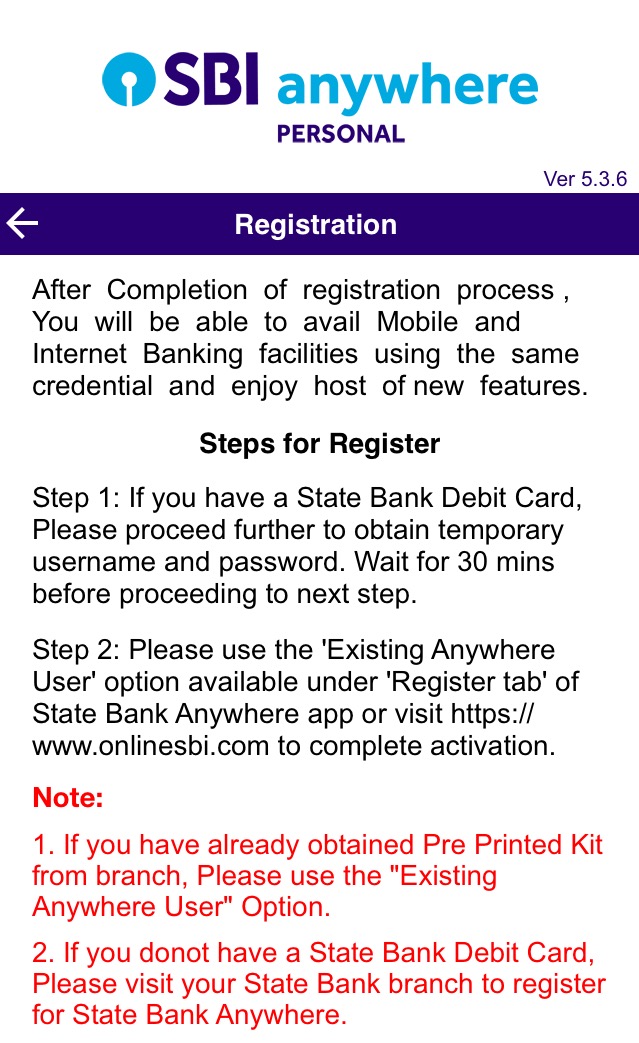 SBI anywhere
PERSONAL
Ver 5.3.6
Registration
After Completion of registration process ,
You will be able to avail Mobile and
Internet Banking facilities using the same
credential and enjoy host of new features.
Steps for Register
Step 1: If you have a State Bank Debit Card,
Please proceed further to obtain temporary
username and password. Wait for 30 mins
before proceeding to next step.
Step 2: Please use the 'Existing Anywhere
User' option available under 'Register tab' of
State Bank Anywhere app or visit https://
www.onlinesbi.com to complete activation.
Note:
1. If you have already obtained Pre Printed Kit
from branch, Please use the "Existing
Anywhere User" Option.
2. If you donot have a State Bank Debit Card,
Please visit your State Bank branch to register
for State Bank Anywhere.